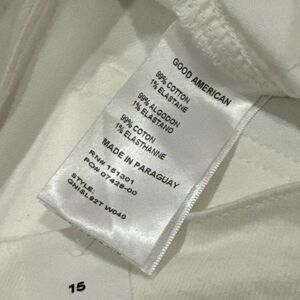 GOOD AMERICAN
99% COTTON
1% ELASTANE
99% ALGODON
1% ELASTANO
99% COTON
1% ELASTHANNE
MADE IN PARAGUAY
RN# 151301
PO# 07428-00
STYLE:
GNISL92T W040
15